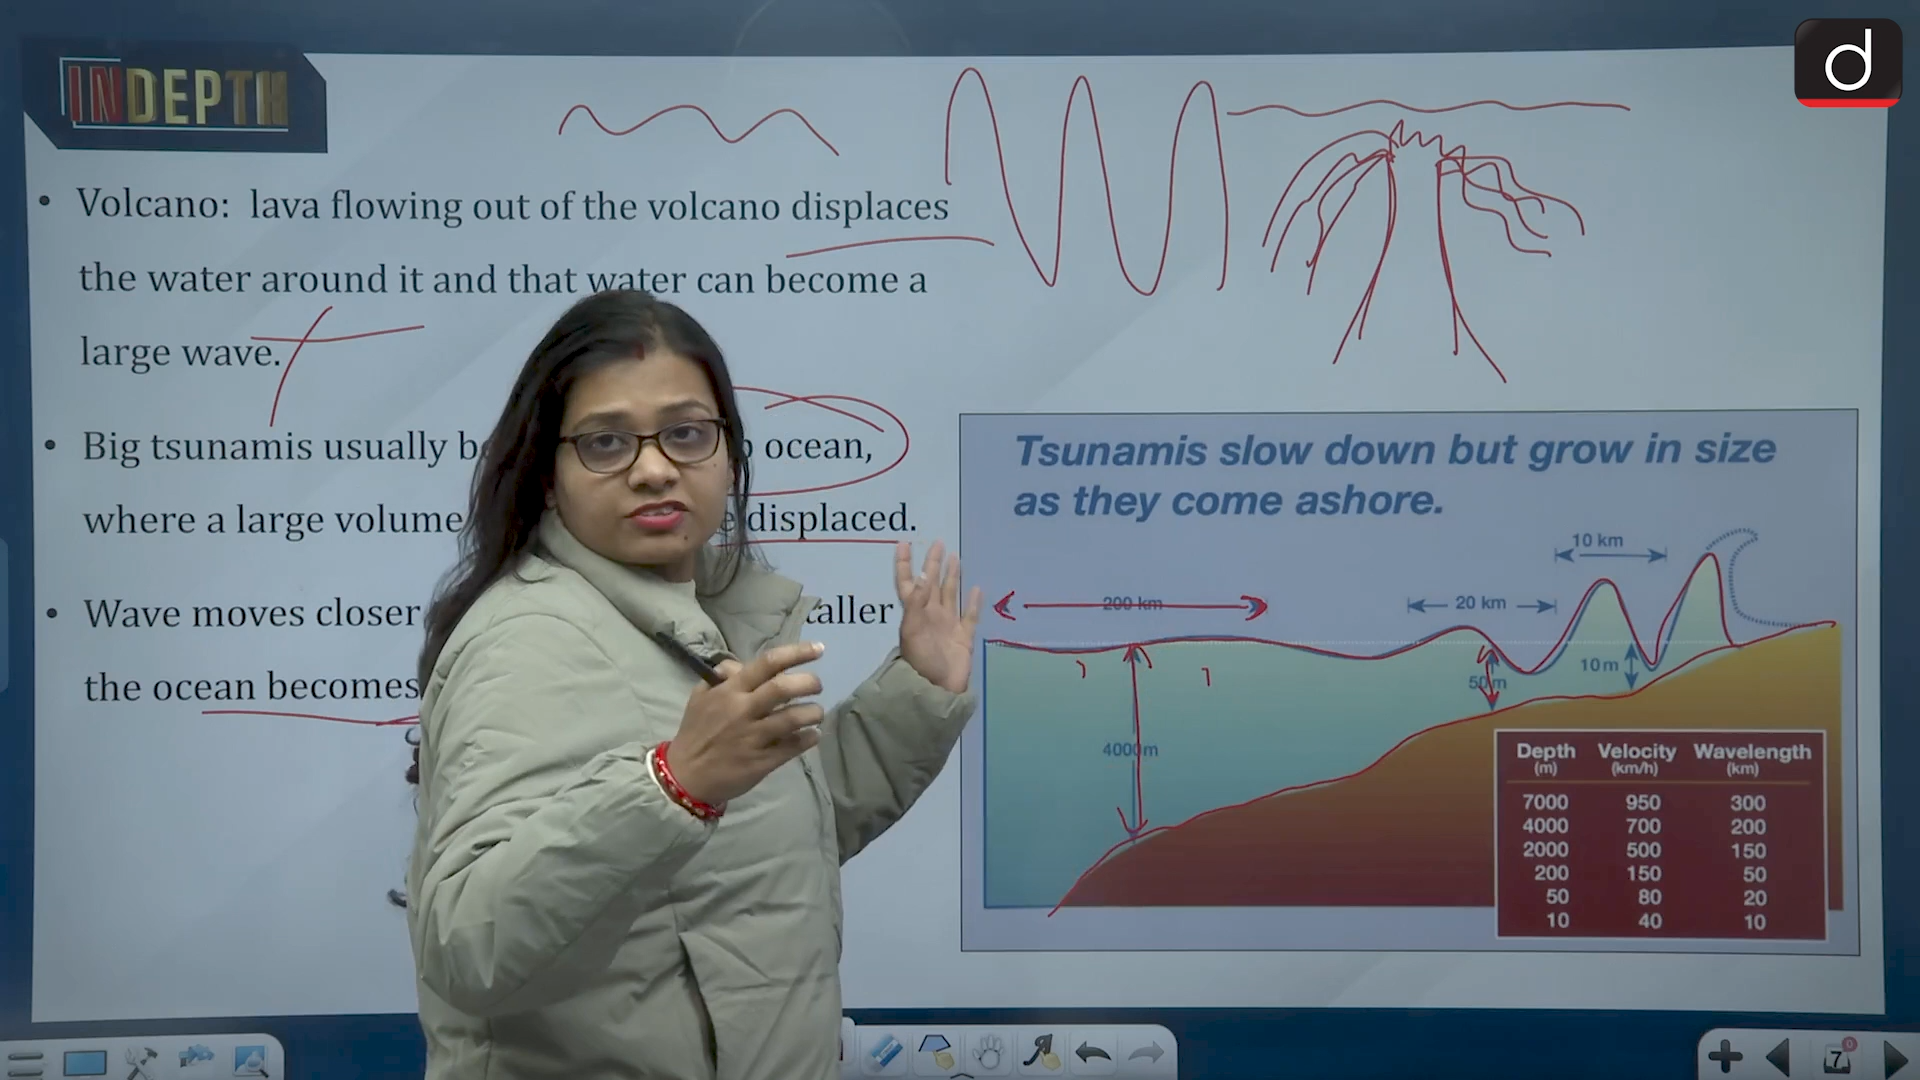 INDEPTH
d
• Volcano: lava flowing out of the volcano displaces
the water around it and that water can become a
large wave.
• Big tsunamis usually ocean,
where a large volume displaced.
• Wave moves closer taller
the ocean becomes
Tsunamis slow down but grow in size
as they come ashore.
10 km
200 km
20 km
10 m
50 m
4000 m
Depth Velocity Wavelength
(m) (km/h) (km)
7000 950 300
4000 700 200
2000 500 150
200 150 50
50 80 20
10 40 10
7
0